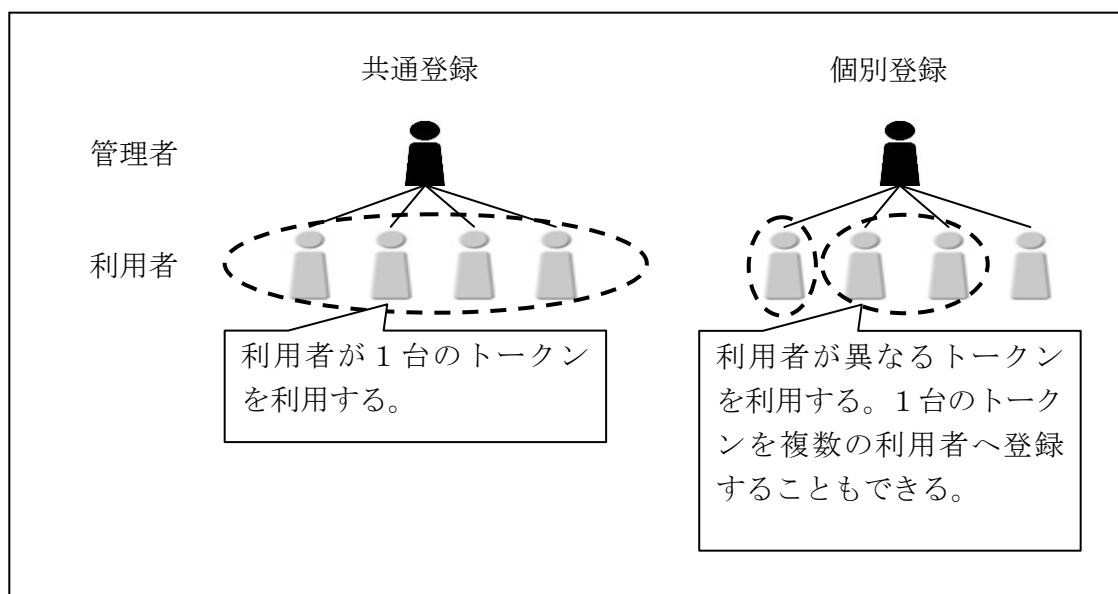 共通登録
個別登録
管理者
利用者
利用者が１台のトークン
を利用する。
利用者が異なるトークン
を利用する。１台のトーク
ンを複数の利用者へ登録
することもできる。